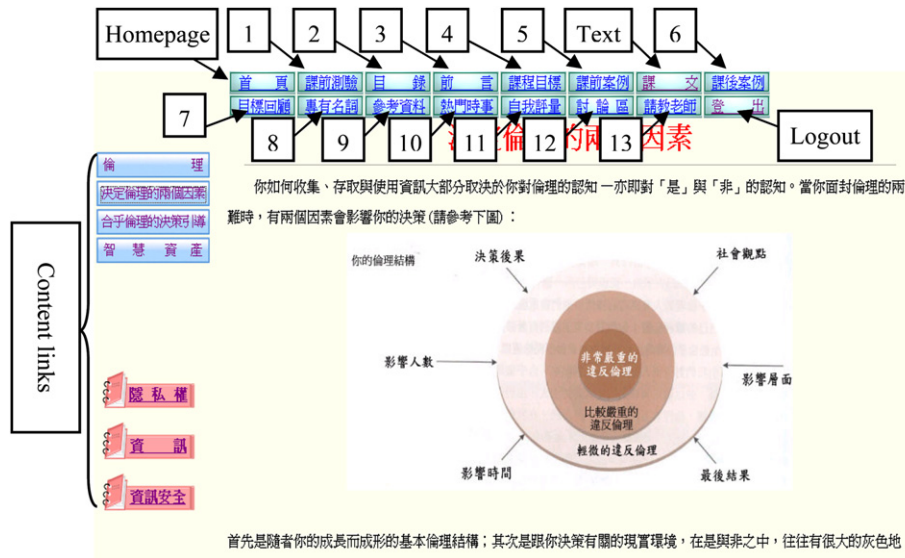 Homepage 1 2 3 4 5 Text 6
首 頁 課前測驗 目 錄 前 言 課程目標 課前案例 課 文 課後案例
目標回顧 專有名詞 參考資料 熱門時事 自我評量 討 論 區 請教老師 登 出
7 8 9 10 11 12 13 Logout
倫理的兩 因素
Content links
倫 理
決定倫理的兩個因素
合乎倫理的決策引導
智 慧 資 產
隱 私 權
資 訊
資訊安全
你如何收集、存取與使用資訊大部分取決於你對倫理的認知一亦即對「是」與「非」的認知。當你面封倫理的兩
難時，有兩個因素會影響你的決策(請參考下圖)：
你的倫理結構
決策後果
社會觀點
影響人數
影響層面
影響時間
最後結果
非常嚴重的
違反倫理
比較嚴重的
違反倫理
輕微的違反倫理
首先是隨者你的成長而成形的基本倫理結構；其次是跟你決策有關的現實環境，在是與非之中，往往有很大的灰色地